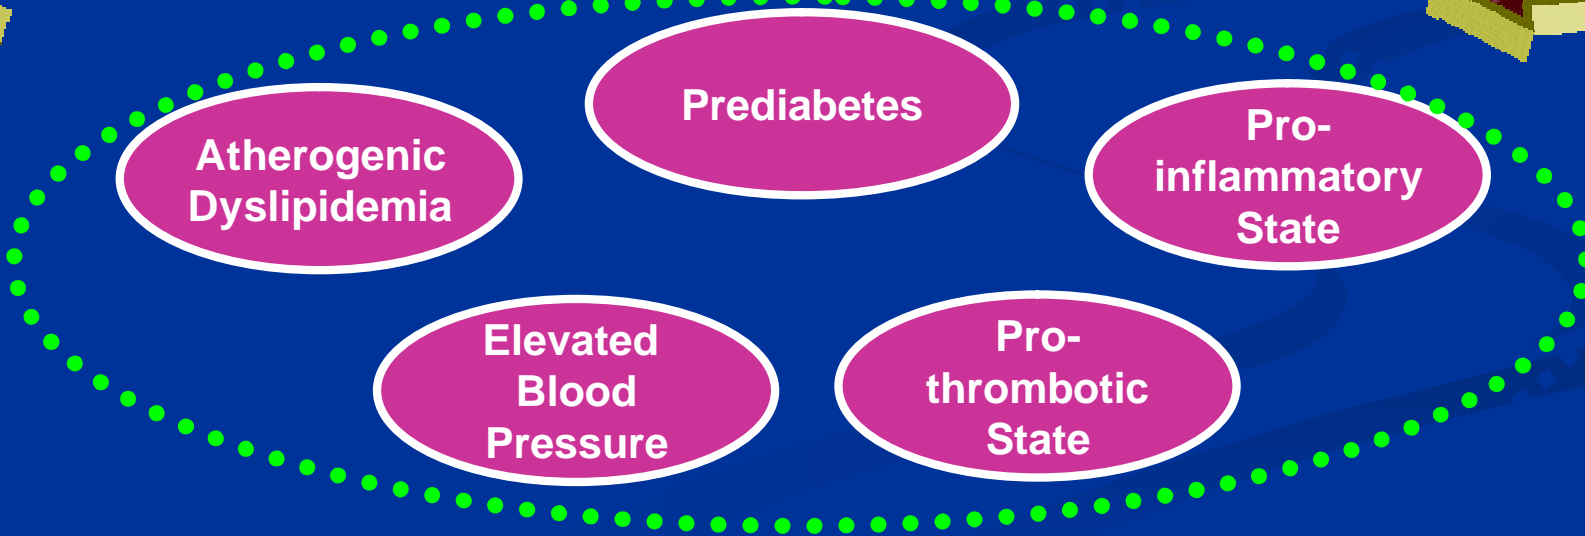 Prediabetes
Atherogenic
Dyslipidemia
Pro-
inflammatory
State
Elevated
Blood
Pressure
Pro-
thrombotic
State